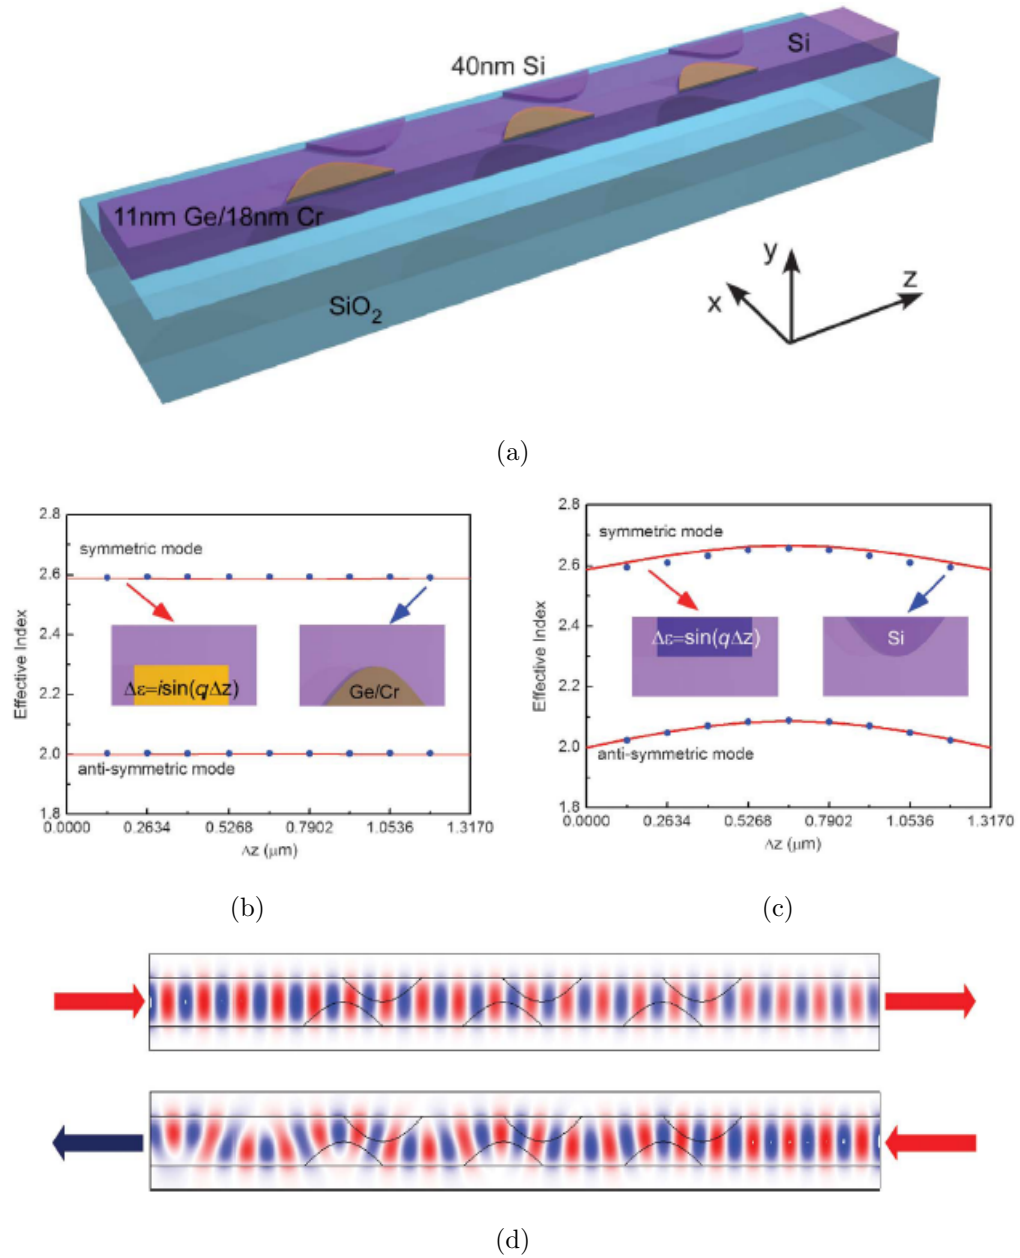 40nm Si
Si
11nm Ge/18nm Cr
SiO₂
y
x
z
(a)
2.8
2.6
2.4
2.2
2.0
1.8
Effective Index
symmetric mode
Δε=isin(qΔz)
Ge/Cr
anti-symmetric mode
0.0000 0.2634 0.5268 0.7902 1.0536 1.3170
Δz (μm)
(b)
2.8
2.6
2.4
2.2
2.0
1.8
Effective Index
symmetric mode
Δε=sin(qΔz)
Si
anti-symmetric mode
0.0000 0.2634 0.5268 0.7902 1.0536 1.3170
Δz (μm)
(c)
(d)